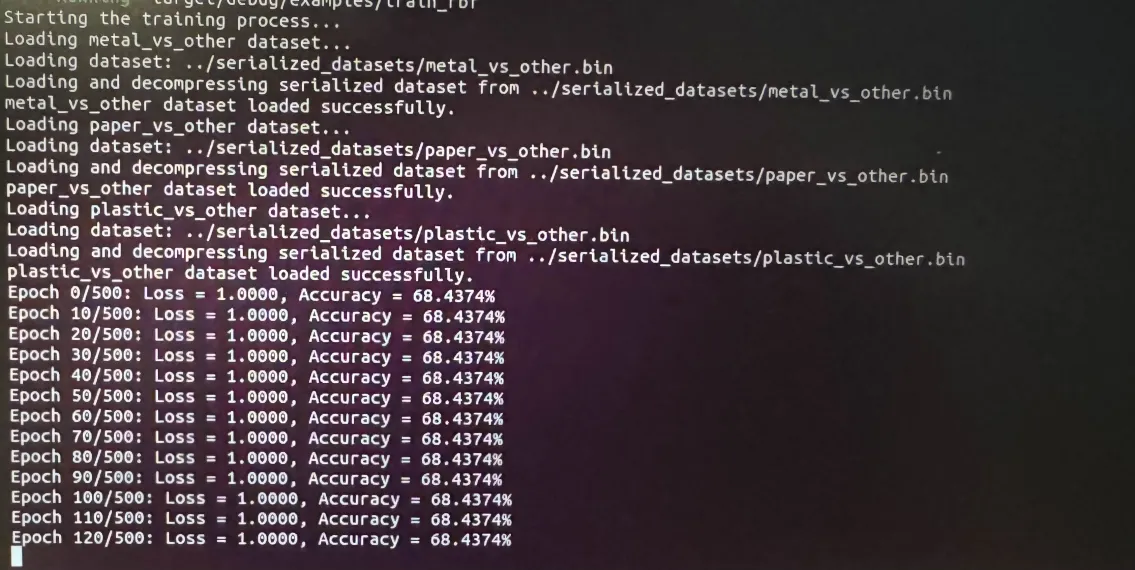 target/debug/examples/train_rbf
Starting the training process...
Loading metal_vs_other dataset...
Loading dataset: ../serialized_datasets/metal_vs_other.bin
Loading and decompressing serialized dataset from ../serialized_datasets/metal_vs_other.bin
metal_vs_other dataset loaded successfully.
Loading paper_vs_other dataset...
Loading dataset: ../serialized_datasets/paper_vs_other.bin
Loading and decompressing serialized dataset from ../serialized_datasets/paper_vs_other.bin
paper_vs_other dataset loaded successfully.
Loading plastic_vs_other dataset...
Loading dataset: ../serialized_datasets/plastic_vs_other.bin
Loading and decompressing serialized dataset from ../serialized_datasets/plastic_vs_other.bin
plastic_vs_other dataset loaded successfully.
Epoch 0/500: Loss = 1.0000, Accuracy = 68.4374%
Epoch 10/500: Loss = 1.0000, Accuracy = 68.4374%
Epoch 20/500: Loss = 1.0000, Accuracy = 68.4374%
Epoch 30/500: Loss = 1.0000, Accuracy = 68.4374%
Epoch 40/500: Loss = 1.0000, Accuracy = 68.4374%
Epoch 50/500: Loss = 1.0000, Accuracy = 68.4374%
Epoch 60/500: Loss = 1.0000, Accuracy = 68.4374%
Epoch 70/500: Loss = 1.0000, Accuracy = 68.4374%
Epoch 80/500: Loss = 1.0000, Accuracy = 68.4374%
Epoch 90/500: Loss = 1.0000, Accuracy = 68.4374%
Epoch 100/500: Loss = 1.0000, Accuracy = 68.4374%
Epoch 110/500: Loss = 1.0000, Accuracy = 68.4374%
Epoch 120/500: Loss = 1.0000, Accuracy = 68.4374%